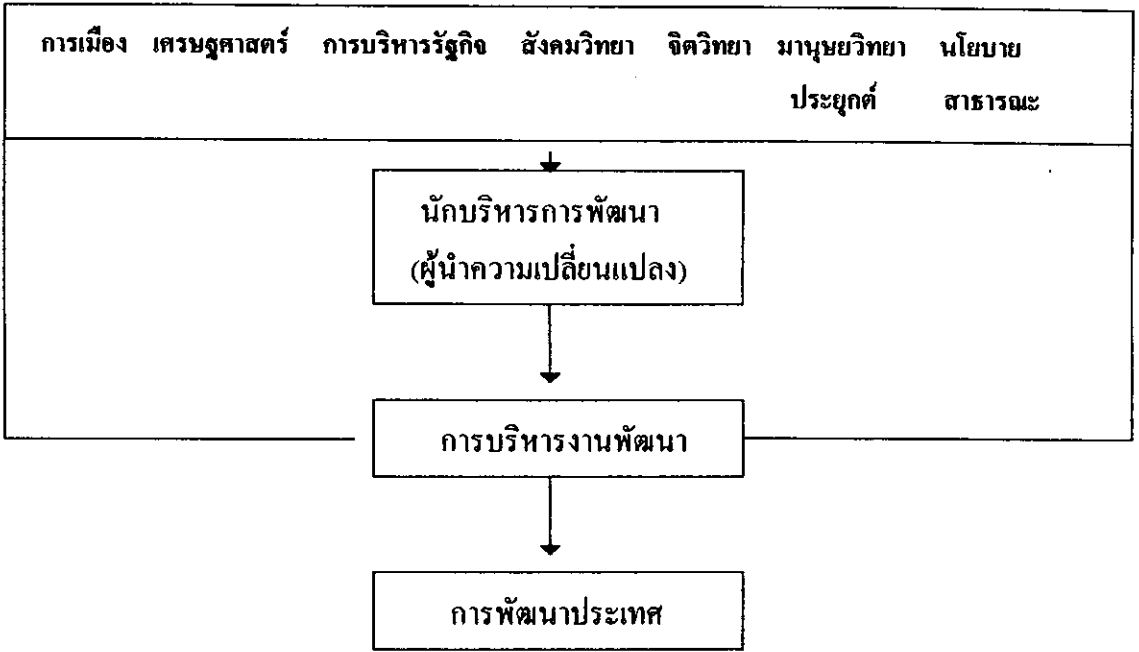 การเมือง เศรษฐศาสตร์ การบริหารรัฐกิจ สังคมวิทยา จิตวิทยา มานุษยวิทยา นโยบาย
ประยุกต์ สาธารณะ
นักบริหารการพัฒนา
(ผู้นำความเปลี่ยนแปลง)
การบริหารงานพัฒนา
การพัฒนาประเทศ